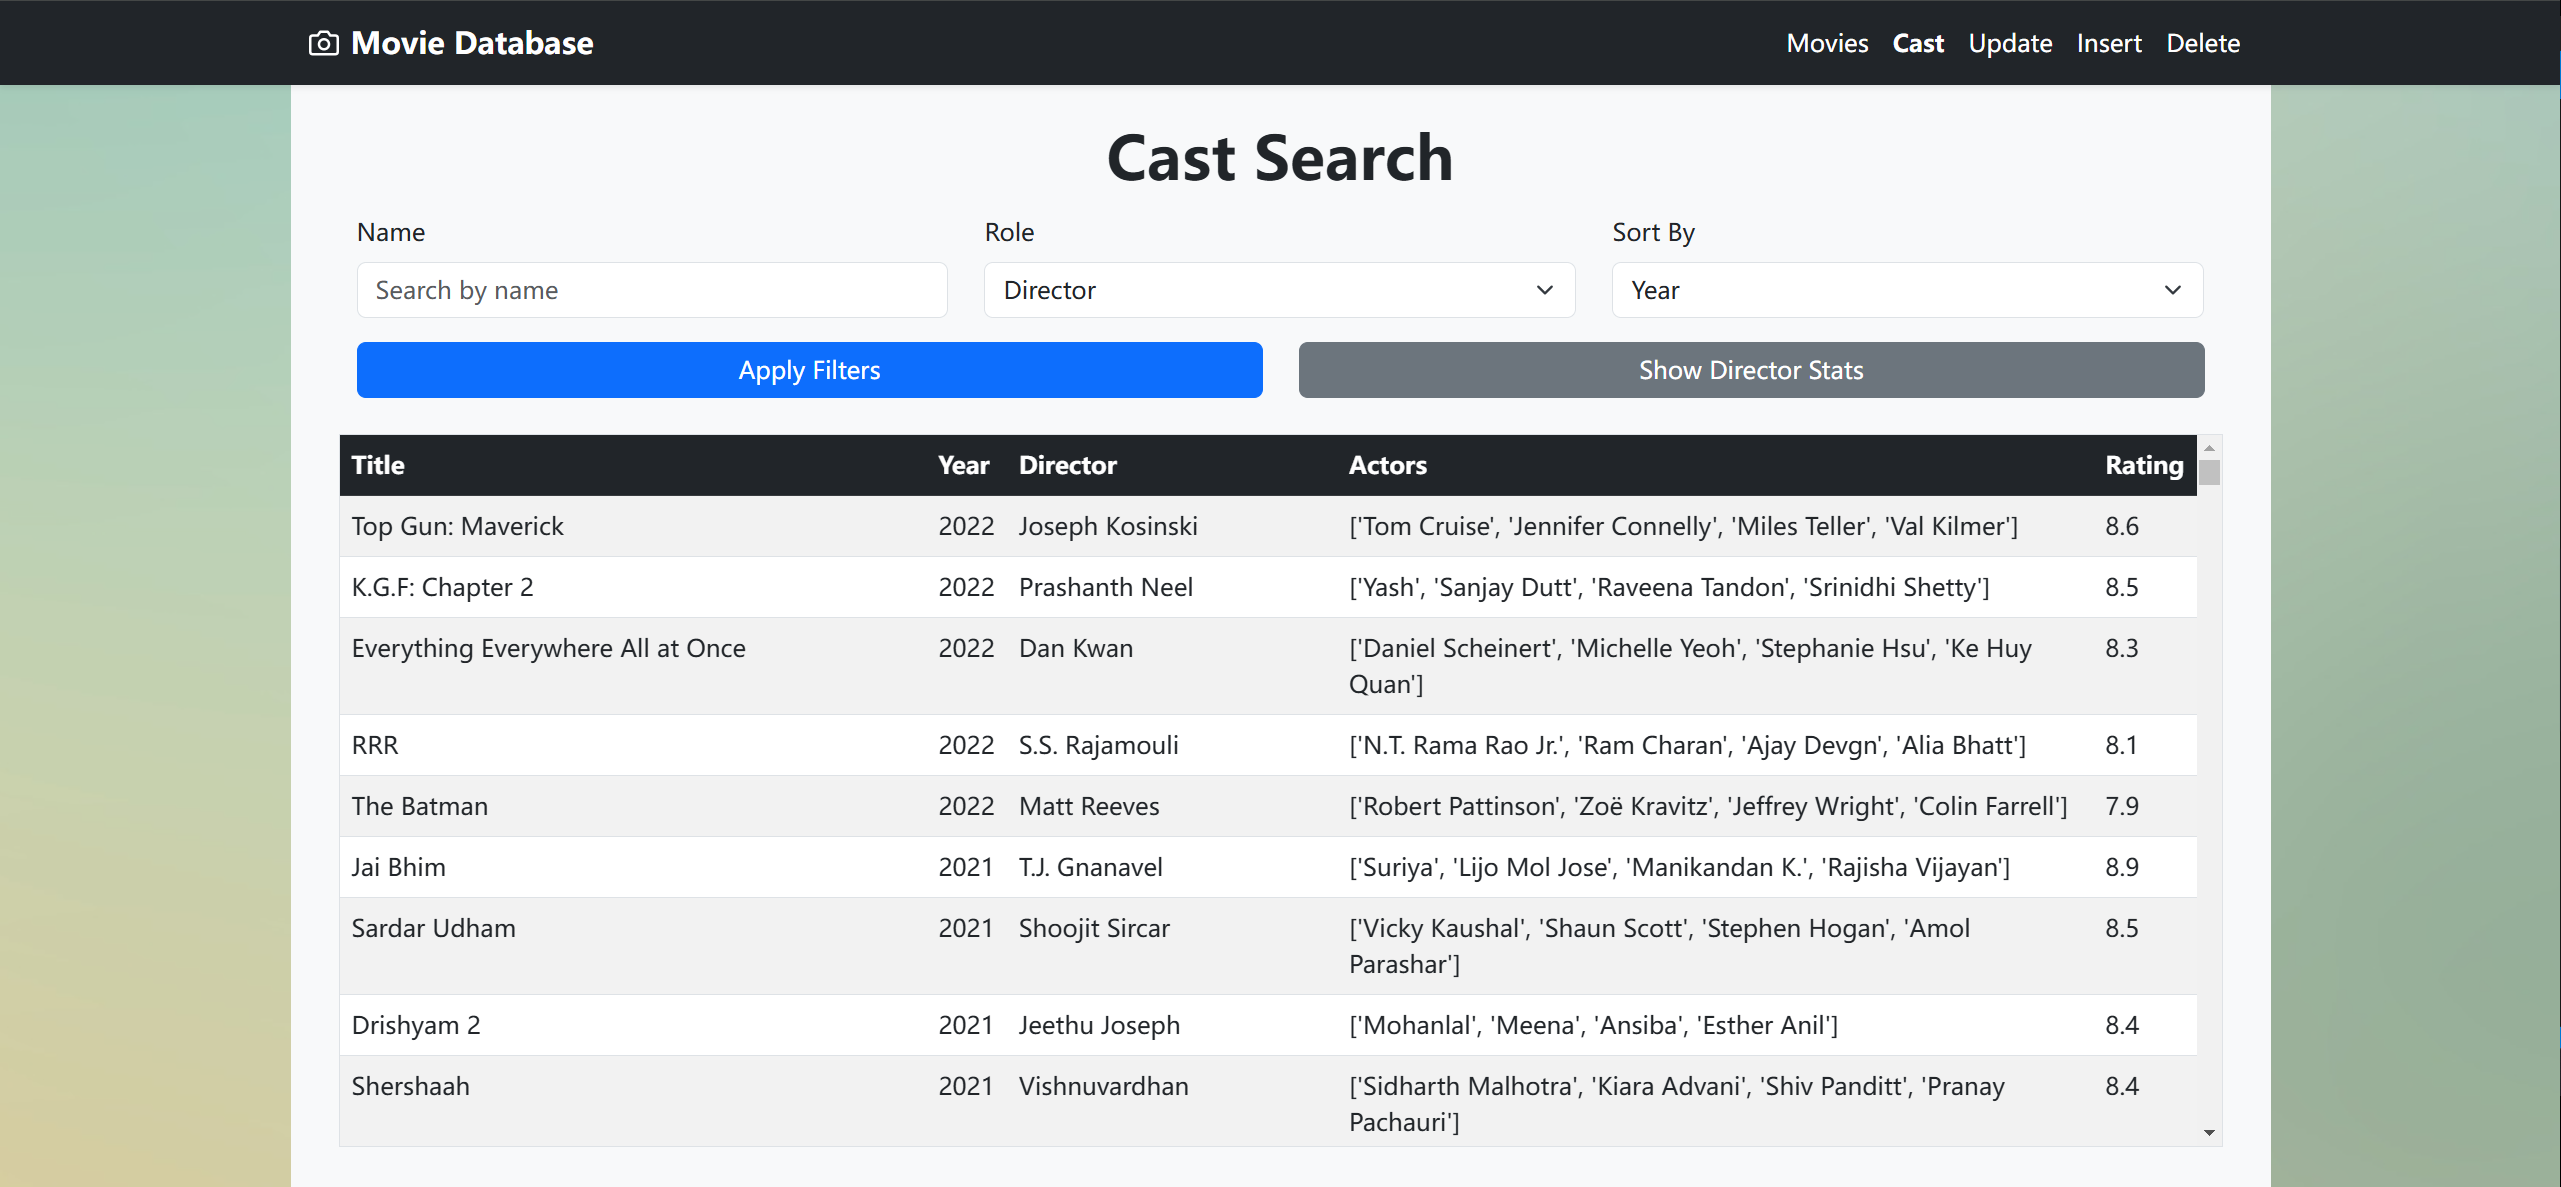 Movie Database
Movies Cast Update Insert Delete
Cast Search
Name Role Sort By
Search by name Director Year
Apply Filters Show Director Stats
Title Year Director Actors Rating
Top Gun: Maverick 2022 Joseph Kosinski ['Tom Cruise', 'Jennifer Connelly', 'Miles Teller', 'Val Kilmer'] 8.6
K.G.F: Chapter 2 2022 Prashanth Neel ['Yash', 'Sanjay Dutt', 'Raveena Tandon', 'Srinidhi Shetty'] 8.5
Everything Everywhere All at Once 2022 Dan Kwan ['Daniel Scheinert', 'Michelle Yeoh', 'Stephanie Hsu', 'Ke Huy 8.3
Quan']
RRR 2022 S.S. Rajamouli ['N.T. Rama Rao Jr.', 'Ram Charan', 'Ajay Devgn', 'Alia Bhatt'] 8.1
The Batman 2022 Matt Reeves ['Robert Pattinson', 'Zoë Kravitz', 'Jeffrey Wright', 'Colin Farrell'] 7.9
Jai Bhim 2021 T.J. Gnanavel ['Suriya', 'Lijo Mol Jose', 'Manikandan K.', 'Rajisha Vijayan'] 8.9
Sardar Udham 2021 Shoojit Sircar ['Vicky Kaushal', 'Shaun Scott', 'Stephen Hogan', 'Amol 8.5
Parashar']
Drishyam 2 2021 Jeethu Joseph ['Mohanlal', 'Meena', 'Ansiba', 'Esther Anil'] 8.4
Shershaah 2021 Vishnuvardhan ['Sidharth Malhotra', 'Kiara Advani', 'Shiv Panditt', 'Pranay 8.4
Pachauri']